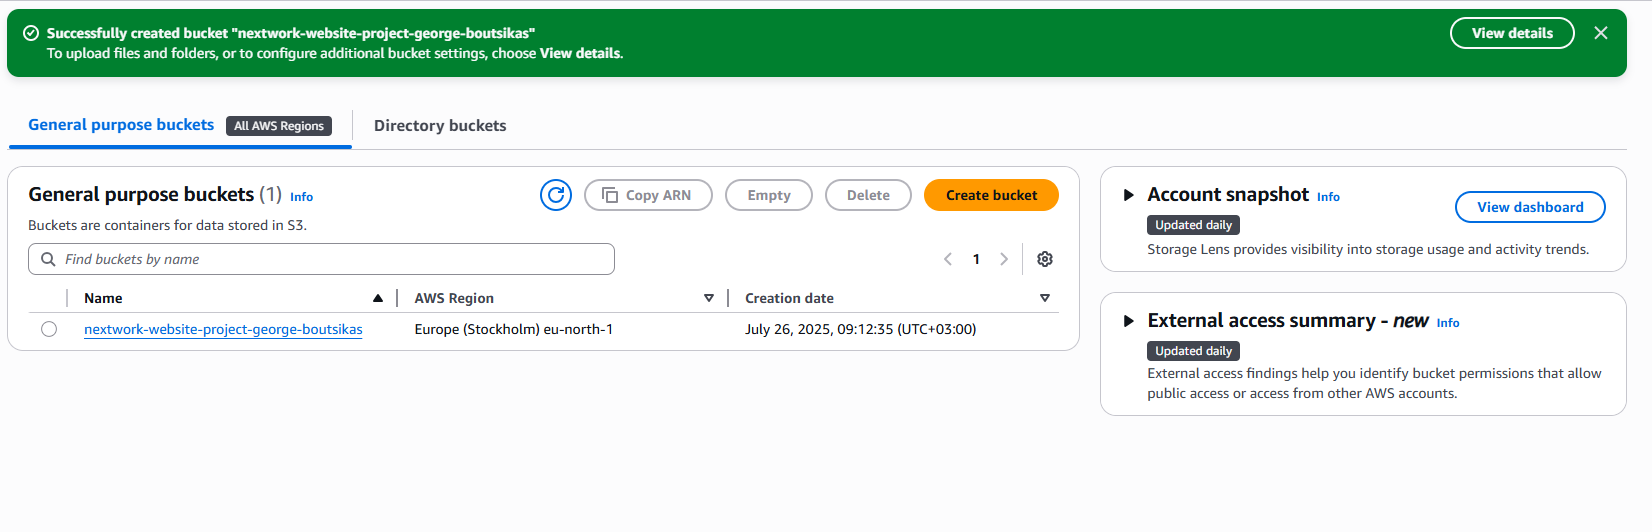 Successfully created bucket "nextwork-website-project-george-boutsikas"
To upload files and folders, or to configure additional bucket settings, choose View details.
View details
General purpose buckets All AWS Regions
Directory buckets
General purpose buckets (1) Info
Copy ARN
Empty
Delete
Create bucket
Buckets are containers for data stored in S3.
Find buckets by name
1
Name AWS Region Creation date
nextwork-website-project-george-boutsikas Europe (Stockholm) eu-north-1 July 26, 2025, 09:12:35 (UTC+03:00)
Account snapshot Info
View dashboard
Updated daily
Storage Lens provides visibility into storage usage and activity trends.
External access summary - new Info
Updated daily
External access findings help you identify bucket permissions that allow
public access or access from other AWS accounts.